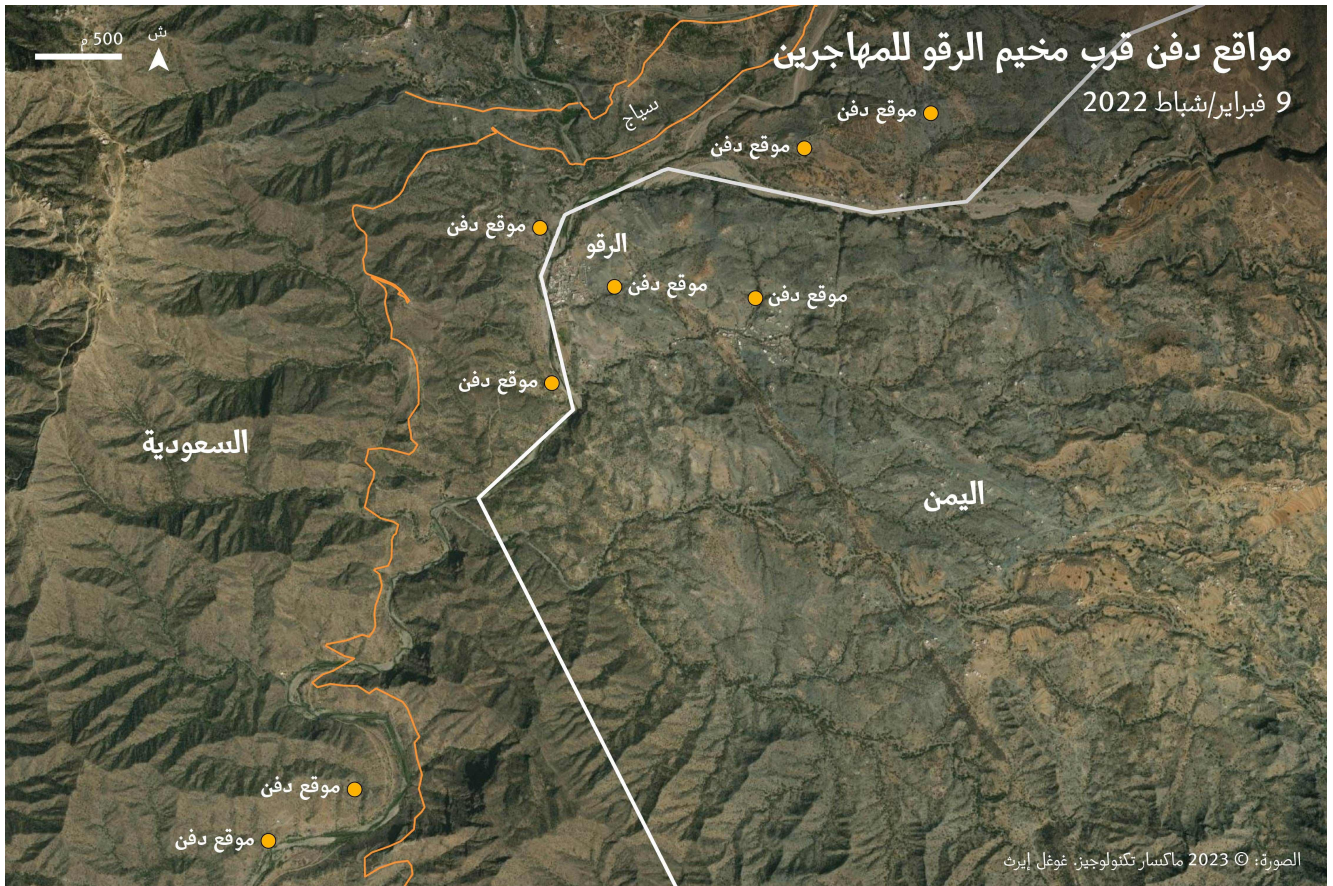 مواقع دفن قرب مخيم الرقو للمهاجرين
9 فبراير/شباط 2022
500 م
ش
سياج
موقع دفن
موقع دفن
موقع دفن
الرقو
موقع دفن
موقع دفن
موقع دفن
السعودية
اليمن
موقع دفن
موقع دفن
الصورة: © 2023 ماكسار تكنولوجيز. غوغل إيرث